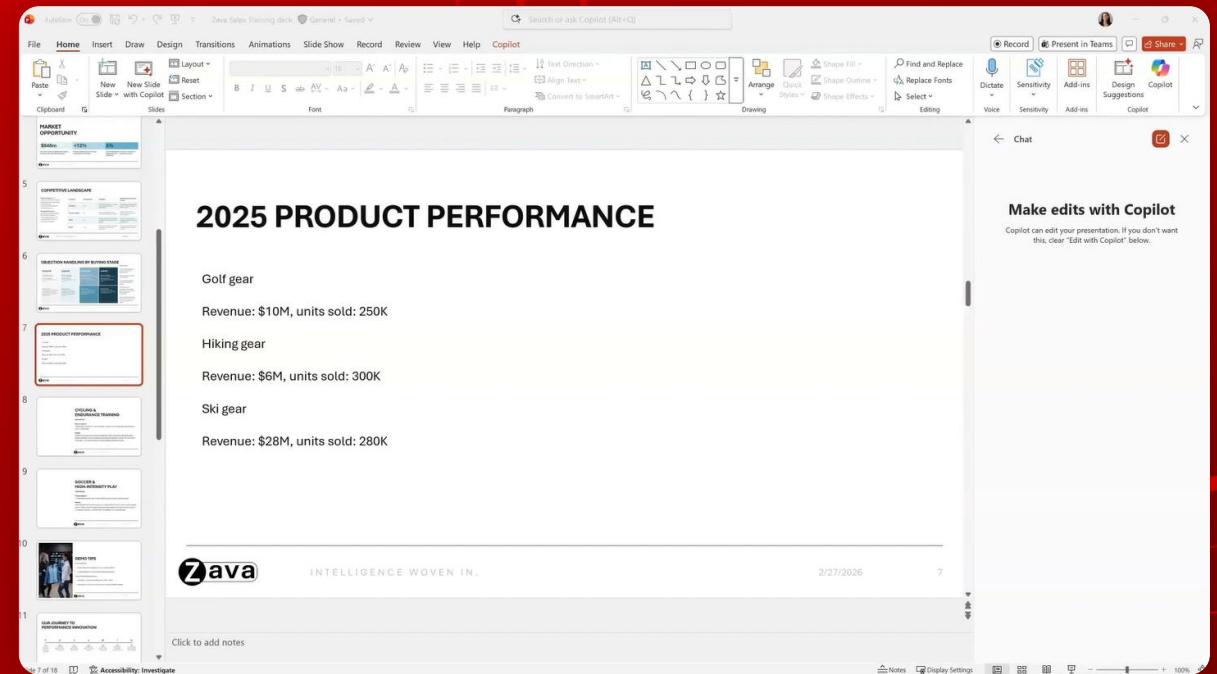 AutoSave On Zava Sales Training deck General • Saved
Search or ask Copilot (Alt+Q)
File Home Insert Draw Design Transitions Animations Slide Show Record Review View Help Copilot
Record Present in Teams Share
Paste
New Slide
New Slide with Copilot
Layout
Reset
Section
B I U S ab AV Aa A
Text Direction
Align Text
Convert to SmartArt
Arrange
Quick Styles
Shape Fill
Shape Outline
Shape Effects
Find and Replace
Replace Fonts
Select
Dictate
Sensitivity
Add-ins
Design Suggestions
Copilot
Clipboard Slides Font Paragraph Drawing Editing Voice Sensitivity Add-ins Copilot
MARKET
OPPORTUNITY
$848m +12%
5
COMPETITIVE LANDSCAPE
6
OBJECTION HANDLING BY BUYING STAGE
7
2025 PRODUCT PERFORMANCE
8
CYCLING &
ENDURANCE TRAINING
9
SOCCER &
HIGH-INTENSITY PLAY
10
DEMO TIPS
11
OUR JOURNEY TO
PERFORMANCE INNOVATION
2025 PRODUCT PERFORMANCE
Golf gear
Revenue: $10M, units sold: 250K
Hiking gear
Revenue: $6M, units sold: 300K
Ski gear
Revenue: $28M, units sold: 280K
Zava INTELLIGENCE WOVEN IN. 2/27/2026 7
Click to add notes
Chat
Make edits with Copilot
Copilot can edit your presentation. If you don't want
this, clear "Edit with Copilot" below.
7 of 18 Accessibility: Investigate Notes Display Settings 100%